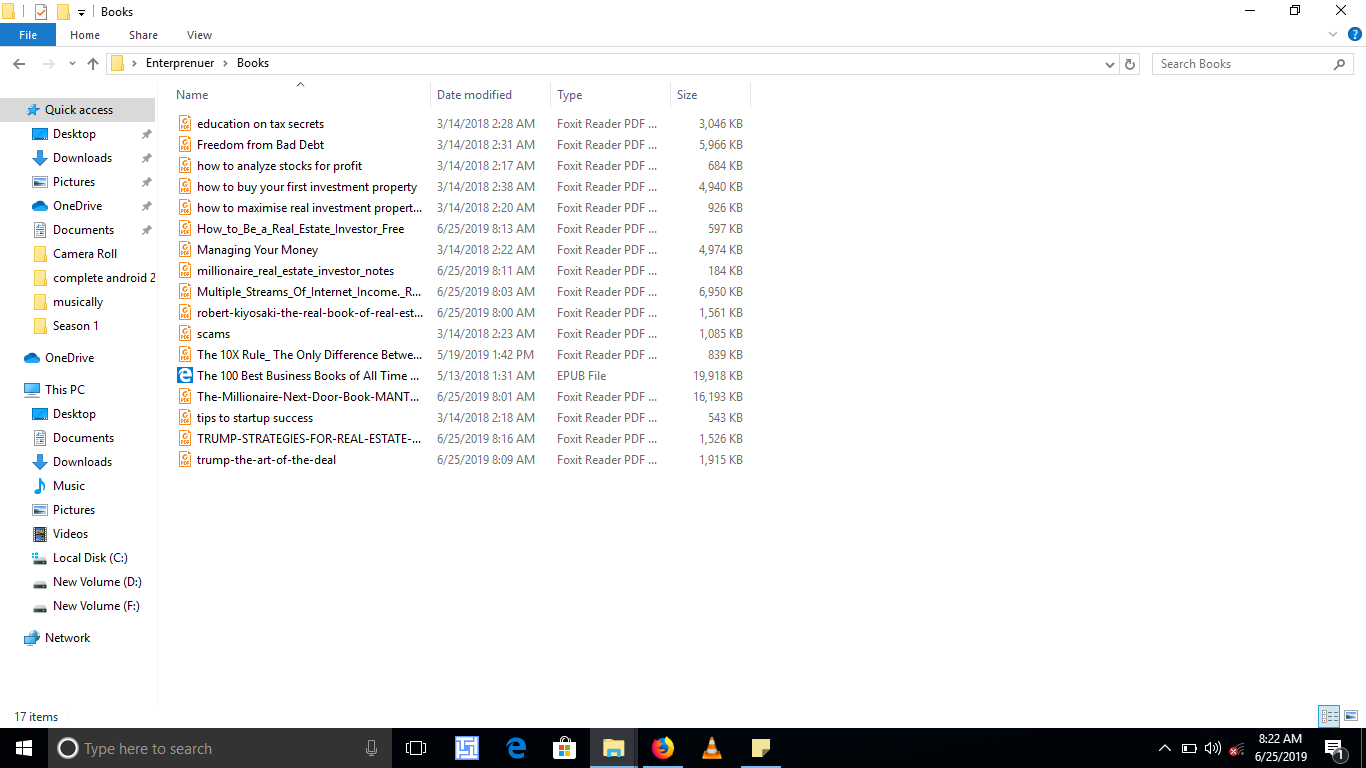 Books
File Home Share View
Enterprenuer Books
Search Books
Name Date modified Type Size
Quick access
Desktop
Downloads
Pictures
OneDrive
Documents
Camera Roll
complete android 2
musically
Season 1
OneDrive
This PC
Desktop
Documents
Downloads
Music
Pictures
Videos
Local Disk (C:)
New Volume (D:)
New Volume (F:)
Network
education on tax secrets 3/14/2018 2:28 AM Foxit Reader PDF ... 3,046 KB
Freedom from Bad Debt 3/14/2018 2:31 AM Foxit Reader PDF ... 5,966 KB
how to analyze stocks for profit 3/14/2018 2:17 AM Foxit Reader PDF ... 684 KB
how to buy your first investment property 3/14/2018 2:38 AM Foxit Reader PDF ... 4,940 KB
how to maximise real investment propert... 3/14/2018 2:20 AM Foxit Reader PDF ... 926 KB
How_to_Be_a_Real_Estate_Investor_Free 6/25/2019 8:13 AM Foxit Reader PDF ... 597 KB
Managing Your Money 3/14/2018 2:22 AM Foxit Reader PDF ... 4,974 KB
millionaire_real_estate_investor_notes 6/25/2019 8:11 AM Foxit Reader PDF ... 184 KB
Multiple_Streams_Of_Internet_Income._R... 6/25/2019 8:03 AM Foxit Reader PDF ... 6,950 KB
robert-kiyosaki-the-real-book-of-real-est... 6/25/2019 8:00 AM Foxit Reader PDF ... 1,561 KB
scams 3/14/2018 2:23 AM Foxit Reader PDF ... 1,085 KB
The 10X Rule_ The Only Difference Betwe... 5/19/2019 1:42 PM Foxit Reader PDF ... 839 KB
The 100 Best Business Books of All Time ... 5/13/2018 1:31 AM EPUB File 19,918 KB
The-Millionaire-Next-Door-Book-MANT... 6/25/2019 8:01 AM Foxit Reader PDF ... 16,193 KB
tips to startup success 3/14/2018 2:18 AM Foxit Reader PDF ... 543 KB
TRUMP-STRATEGIES-FOR-REAL-ESTATE-... 6/25/2019 8:16 AM Foxit Reader PDF ... 1,526 KB
trump-the-art-of-the-deal 6/25/2019 8:09 AM Foxit Reader PDF ... 1,915 KB
17 items
Type here to search
8:22 AM
6/25/2019
1